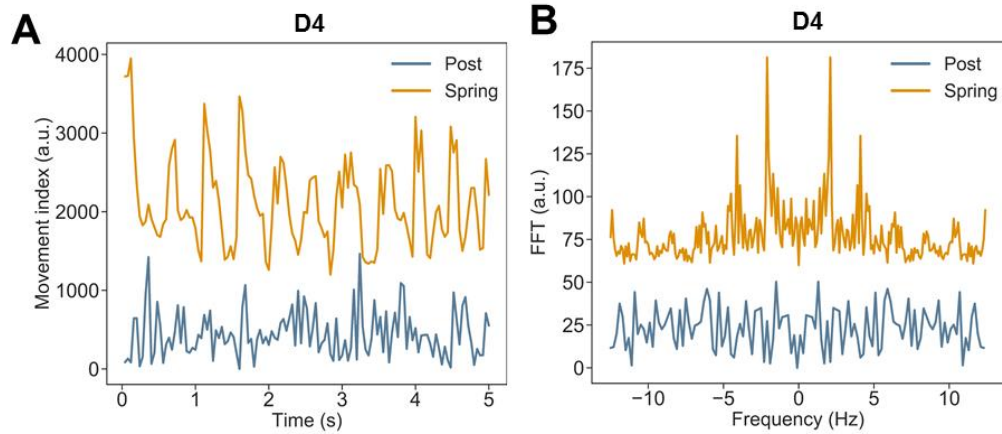 A
D4
Movement index (a.u.)
4000
3000
2000
1000
0
Post
Spring
0
1
2
3
4
5
Time (s)
B
D4
FFT (a.u.)
175
150
125
100
75
50
25
0
Post
Spring
−10
−5
0
5
10
Frequency (Hz)